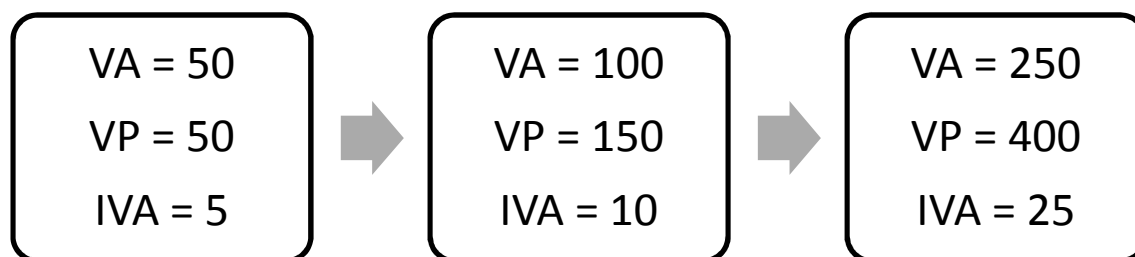 VA = 50
VP = 50
IVA = 5
VA = 100
VP = 150
IVA = 10
VA = 250
VP = 400
IVA = 25